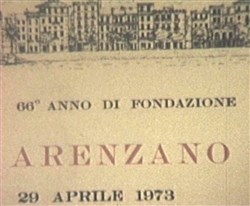 66° ANNO DI FONDAZIONE
ARENZANO
29 APRILE 1973